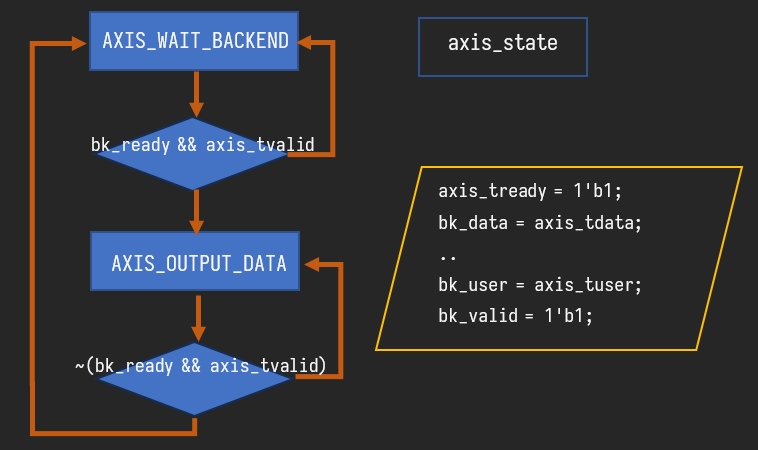 AXIS_WAIT_BACKEND
axis_state
bk_ready && axis_tvalid
axis_tready = 1'b1;
bk_data = axis_tdata;
..
bk_user = axis_tuser;
bk_valid = 1'b1;
AXIS_OUTPUT_DATA
~(bk_ready && axis_tvalid)